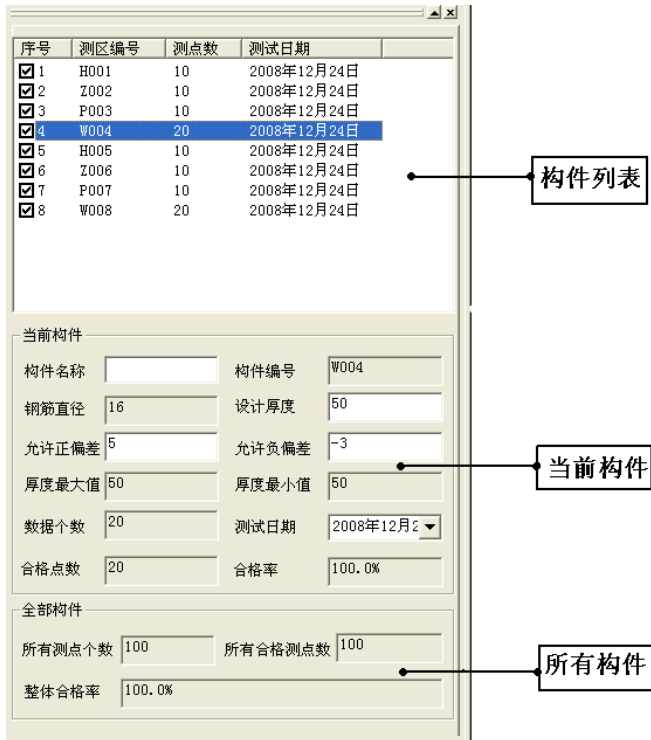 序号 测区编号 测点数 测试日期
1 H001 10 2008年12月24日
2 Z002 10 2008年12月24日
3 P003 10 2008年12月24日
4 W004 20 2008年12月24日
5 H005 10 2008年12月24日
6 Z006 10 2008年12月24日
7 P007 10 2008年12月24日
8 W008 20 2008年12月24日
构件列表
当前构件
构件名称 构件编号 W004
钢筋直径 16 设计厚度 50
允许正偏差 5 允许负偏差 -3
当前构件
厚度最大值 50 厚度最小值 50
数据个数 20 测试日期 2008年12月2
合格点数 20 合格率 100.0%
全部构件
所有测点个数 100 所有合格测点数 100
所有构件
整体合格率 100.0%